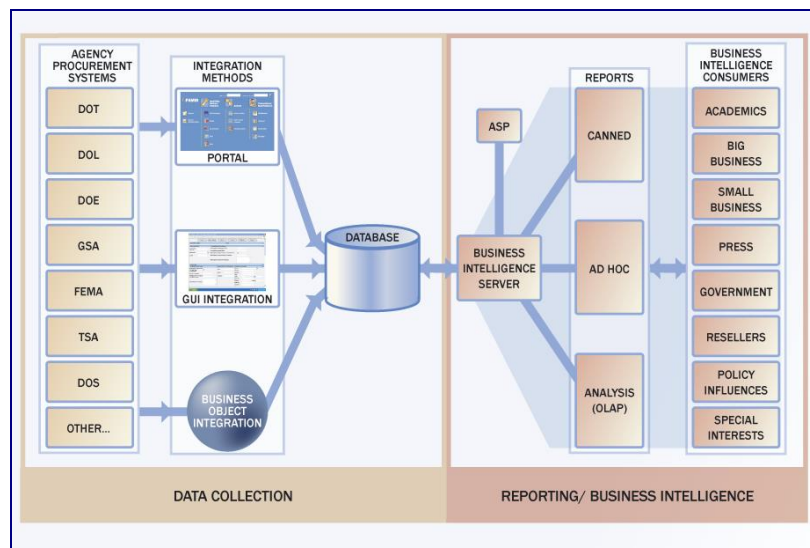 AGENCY
PROCUREMENT
SYSTEMS
DOT
DOL
DOE
GSA
FEMA
TSA
DOS
OTHER...
INTEGRATION
METHODS
PORTAL
GUI INTEGRATION
BUSINESS
OBJECT
INTEGRATION
DATABASE
DATA COLLECTION
ASP
BUSINESS
INTELLIGENCE
SERVER
REPORTS
CANNED
AD HOC
ANALYSIS
(OLAP)
BUSINESS
INTELLIGENCE
CONSUMERS
ACADEMICS
BIG
BUSINESS
SMALL
BUSINESS
PRESS
GOVERNMENT
RESELLERS
POLICY
INFLUENCES
SPECIAL
INTERESTS
REPORTING/ BUSINESS INTELLIGENCE